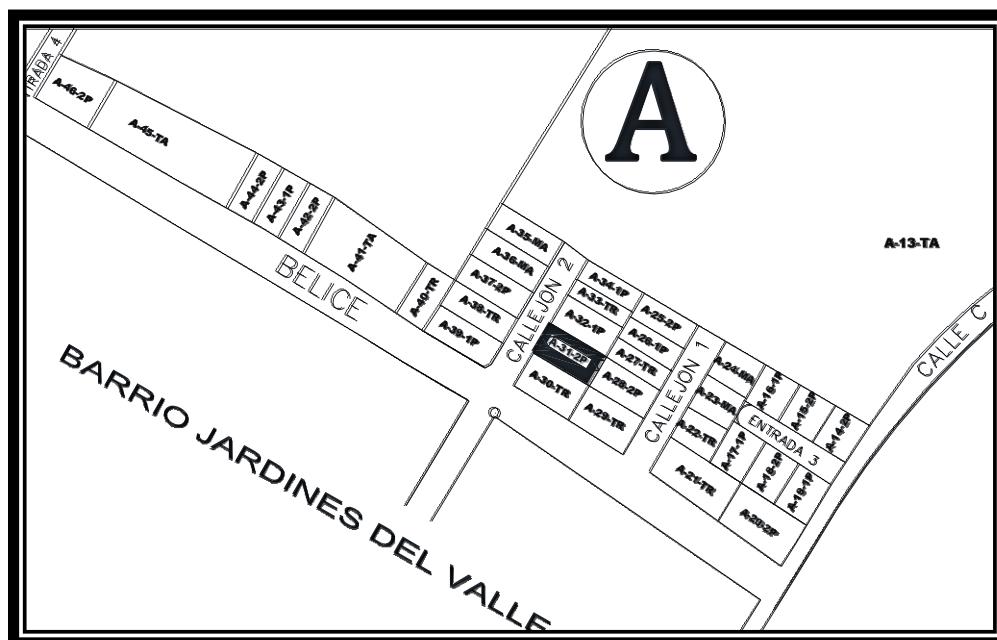 TRADA 4
A-46-2P
A-45-TA
A-44-2P
A-43-1P
A-42-2P
A-41-TA
A-40-TR
BELICE
A
A-13-TA
A-35-MA
A-36-MA
A-37-2P
A-38-TR
A-39-1P
CALLEJON 2
A-34-1P
A-33-TR
A-32-1P
A-31-2P
A-30-TR
A-25-2P
A-26-1P
A-27-TR
A-28-2P
A-29-TR
CALLEJON 1
A-24-MA
A-23-MA
A-22-TR
A-21-TR
A-16-1P
A-15-2P
A-14-2P
ENTRADA 3
A-17-1P
A-18-2P
A-19-1P
A-20-2P
CALLE C
BARRIO JARDINES DEL VALLE